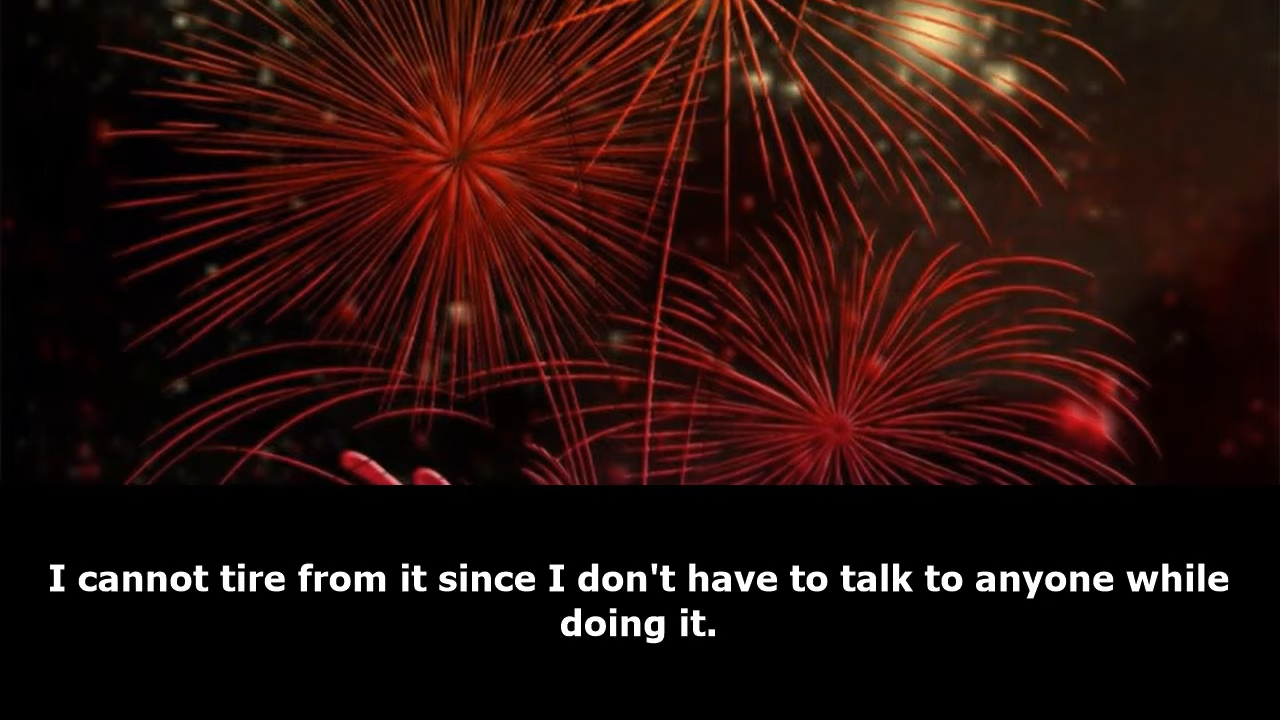 I cannot tire from it since I don't have to talk to anyone while
doing it.